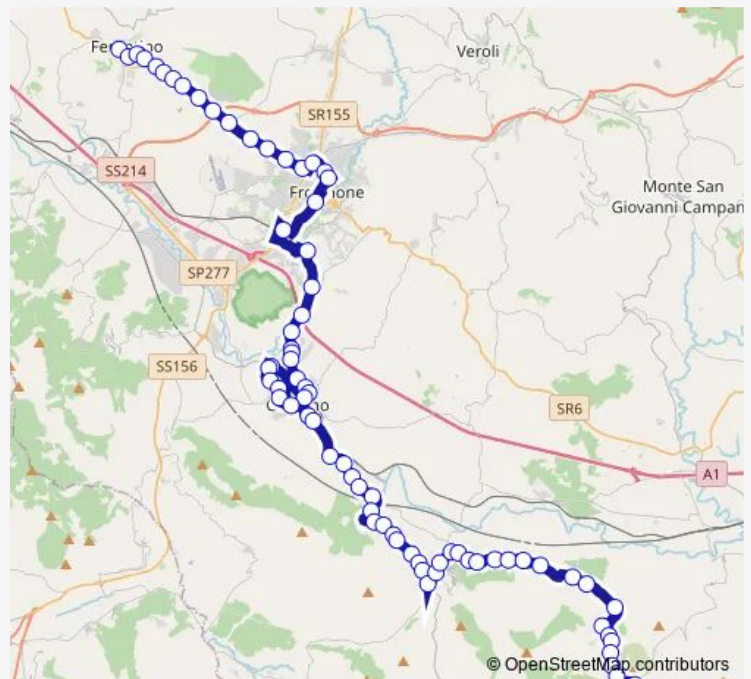 Veroli
SR155
SS214
Monte San
Giovanni Campan
SP277
SS156
SR6
A1
© OpenStreetMap contributors